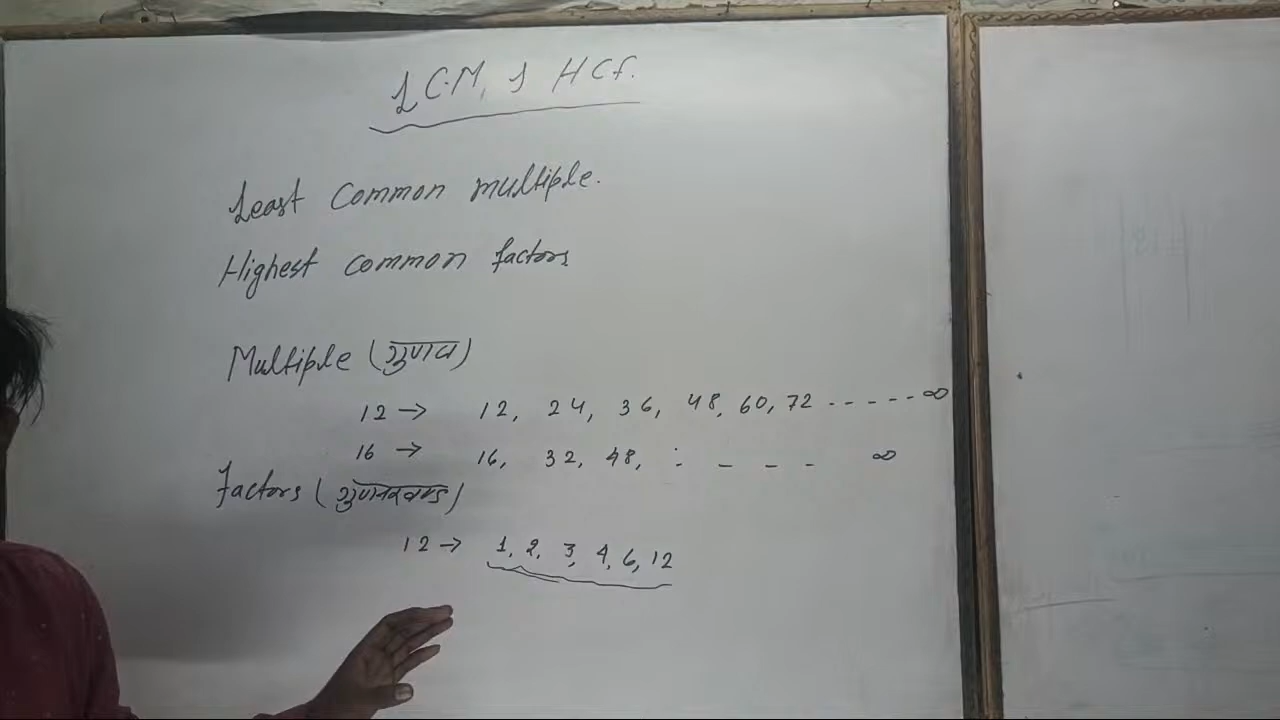 L C.M, & HCf.
Least Common multiple.
Highest common factors
Multiple (गुणज)
12 → 12, 24, 36, 48, 60, 72 ----- ∞
16 → 16, 32, 48, : - - - ∞
factors (गुणनखण्ड)
12 → 1, 2, 3, 4, 6, 12